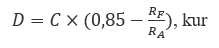 D = C × (0,85 − R_F/R_A), kur